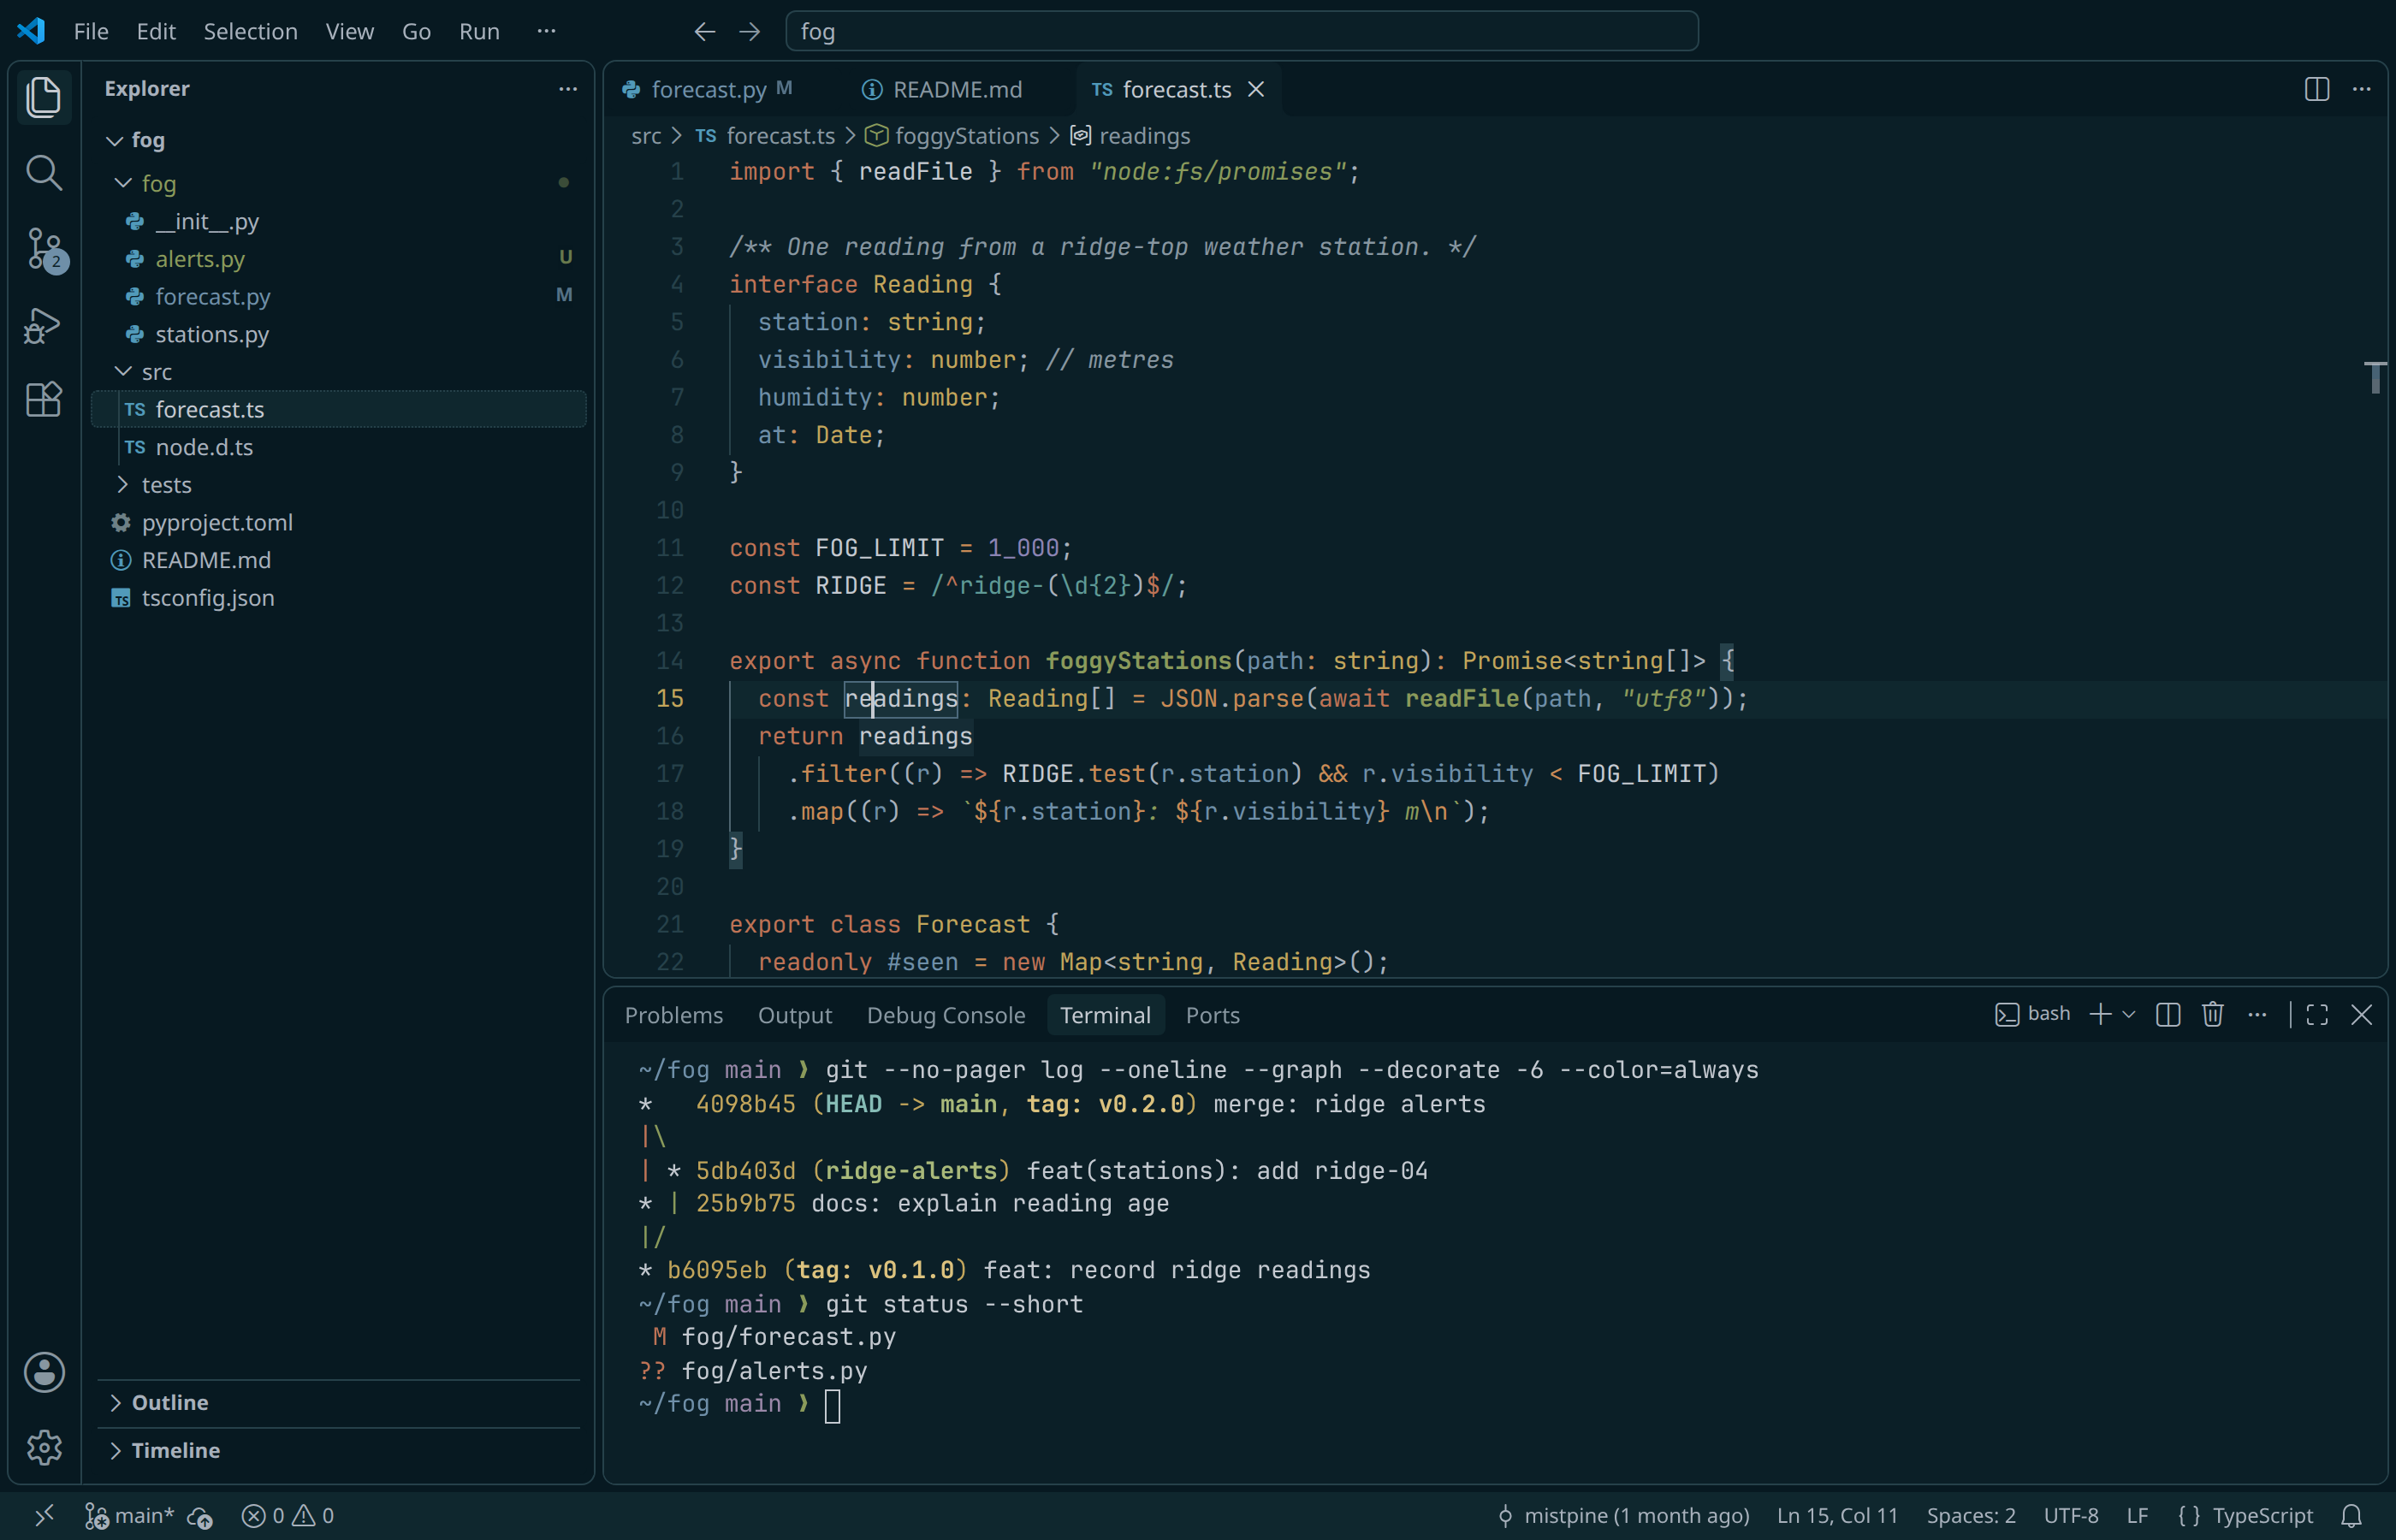 File Edit Selection View Go Run ···
fog
Explorer ···
fog
fog
__init__.py
alerts.py U
forecast.py M
stations.py
src
TS forecast.ts
TS node.d.ts
tests
pyproject.toml
README.md
TS tsconfig.json
Outline
Timeline
2
forecast.py M README.md TS forecast.ts
src > TS forecast.ts > foggyStations > readings
1 import { readFile } from "node:fs/promises";
2
3 /** One reading from a ridge-top weather station. */
4 interface Reading {
5 station: string;
6 visibility: number; // metres
7 humidity: number;
8 at: Date;
9 }
10
11 const FOG_LIMIT = 1_000;
12 const RIDGE = /^ridge-(\d{2})$/;
13
14 export async function foggyStations(path: string): Promise<string[]> {
15 const readings: Reading[] = JSON.parse(await readFile(path, "utf8"));
16 return readings
17 .filter((r) => RIDGE.test(r.station) && r.visibility < FOG_LIMIT)
18 .map((r) => `${r.station}: ${r.visibility} m\n`);
19 }
20
21 export class Forecast {
22 readonly #seen = new Map<string, Reading>();
Problems Output Debug Console Terminal Ports
bash
~/fog main ❯ git --no-pager log --oneline --graph --decorate -6 --color=always
*   4098b45 (HEAD -> main, tag: v0.2.0) merge: ridge alerts
|\
| * 5db403d (ridge-alerts) feat(stations): add ridge-04
* | 25b9b75 docs: explain reading age
|/
* b6095eb (tag: v0.1.0) feat: record ridge readings
~/fog main ❯ git status --short
 M fog/forecast.py
?? fog/alerts.py
~/fog main ❯
main* 0 0 mistpine (1 month ago) Ln 15, Col 11 Spaces: 2 UTF-8 LF { } TypeScript